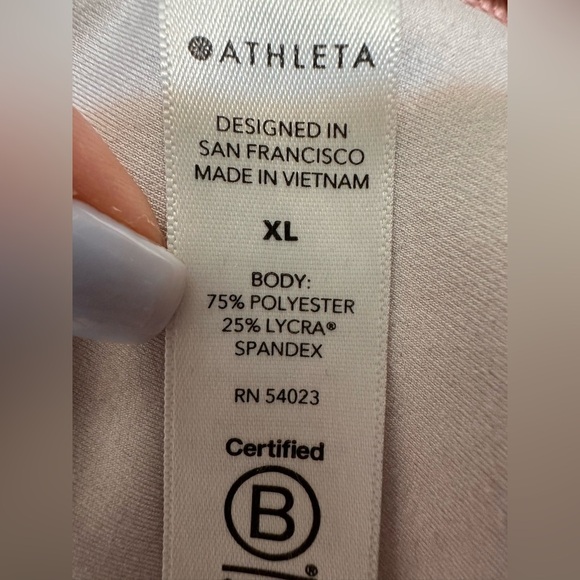 ATHLETA
DESIGNED IN
SAN FRANCISCO
MADE IN VIETNAM
XL
BODY:
75% POLYESTER
25% LYCRA®
SPANDEX
RN 54023
Certified
B
®